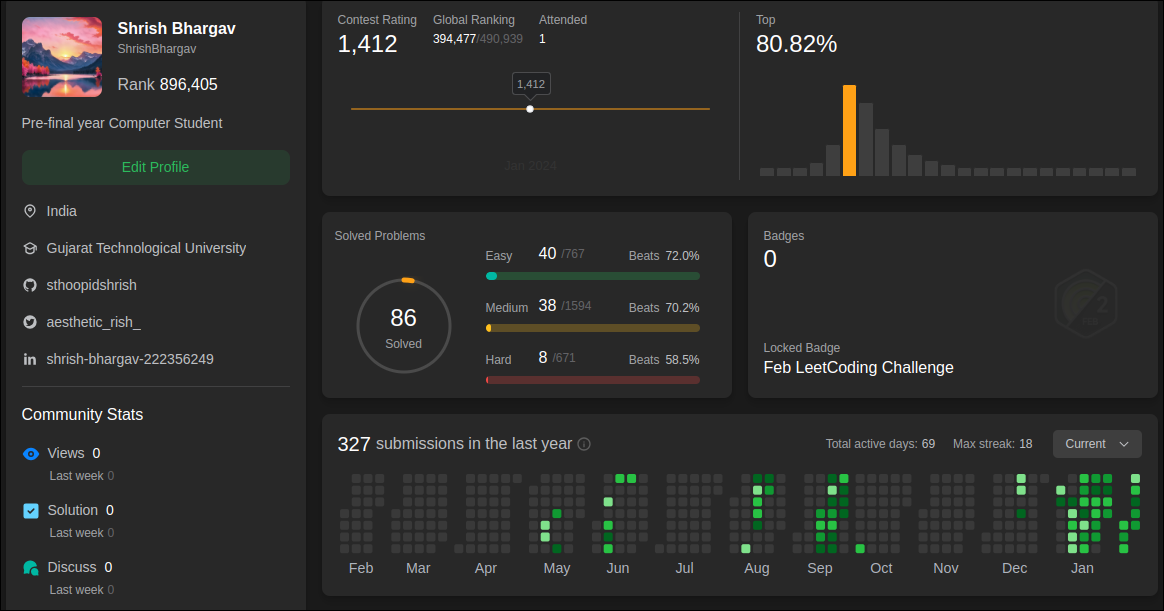 Shrish Bhargav
ShrishBhargav
Rank 896,405
Pre-final year Computer Student
Edit Profile
India
Gujarat Technological University
sthoopidshrish
aesthetic_rish_
shrish-bhargav-222356249
Community Stats
Views 0
Last week 0
Solution 0
Last week 0
Discuss 0
Last week 0
Contest Rating Global Ranking Attended
1,412 394,477/490,939 1
1,412
Jan 2024
Top
80.82%
Solved Problems
86
Solved
Easy 40 /767 Beats 72.0%
Medium 38 /1594 Beats 70.2%
Hard 8 /671 Beats 58.5%
Badges
0
2
Locked Badge
Feb LeetCoding Challenge
327 submissions in the last year
Total active days: 69 Max streak: 18 Current
Feb Mar Apr May Jun Jul Aug Sep Oct Nov Dec Jan